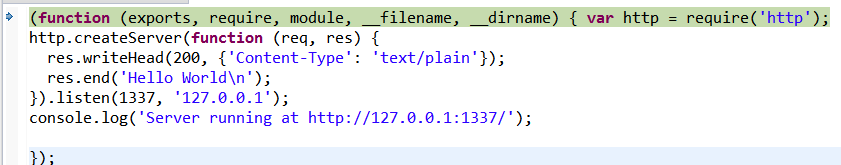 (function (exports, require, module, __filename, __dirname) { var http = require('http');
http.createServer(function (req, res) {
  res.writeHead(200, {'Content-Type': 'text/plain'});
  res.end('Hello World\n');
}).listen(1337, '127.0.0.1');
console.log('Server running at http://127.0.0.1:1337/');

});